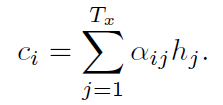 c_i = \sum_{j=1}^{T_x} \alpha_{ij} h_j.